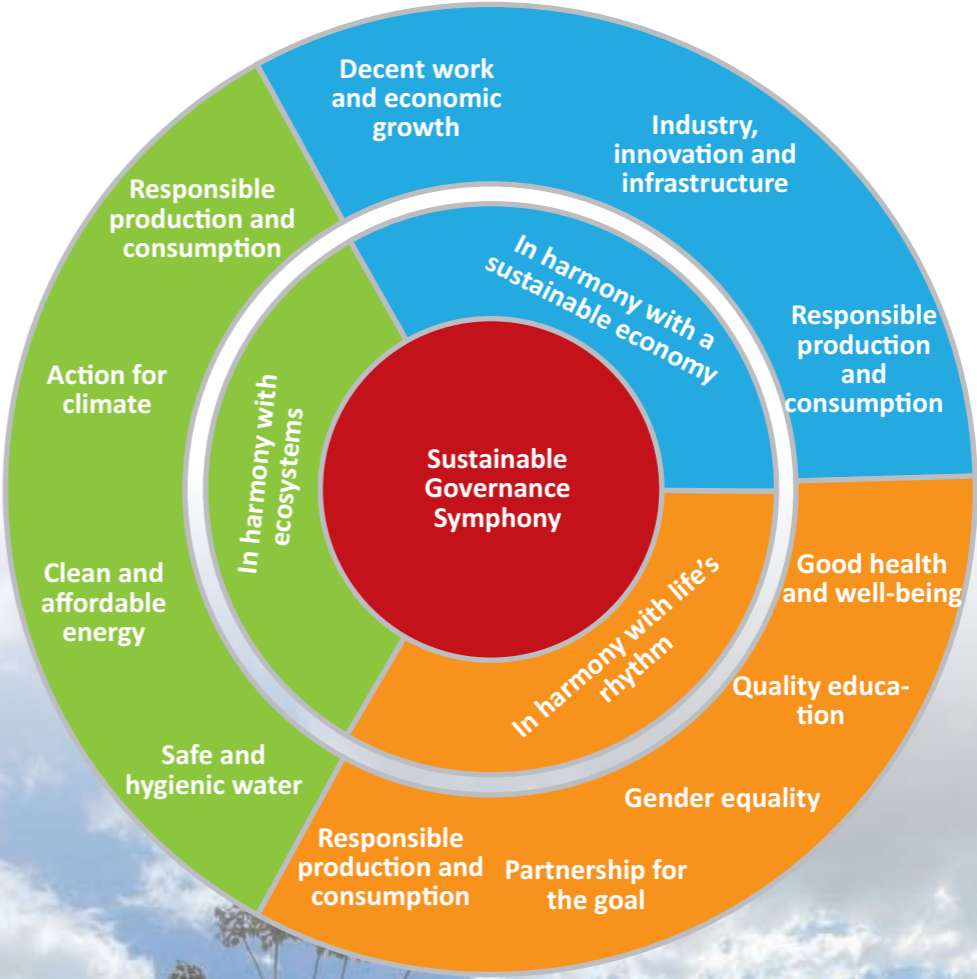 Decent work
and economic
growth
Industry,
innovation and
infrastructure
Responsible
production
and
consumption
Good health
and well-being
Quality educa-
tion
Gender equality
Partnership for
the goal
Responsible
production and
consumption
Safe and
hygienic water
Clean and
affordable
energy
Action for
climate
Responsible
production and
consumption
In harmony with a
sustainable economy
In harmony with life’s
rhythm
In harmony with
ecosystems
Sustainable
Governance
Symphony